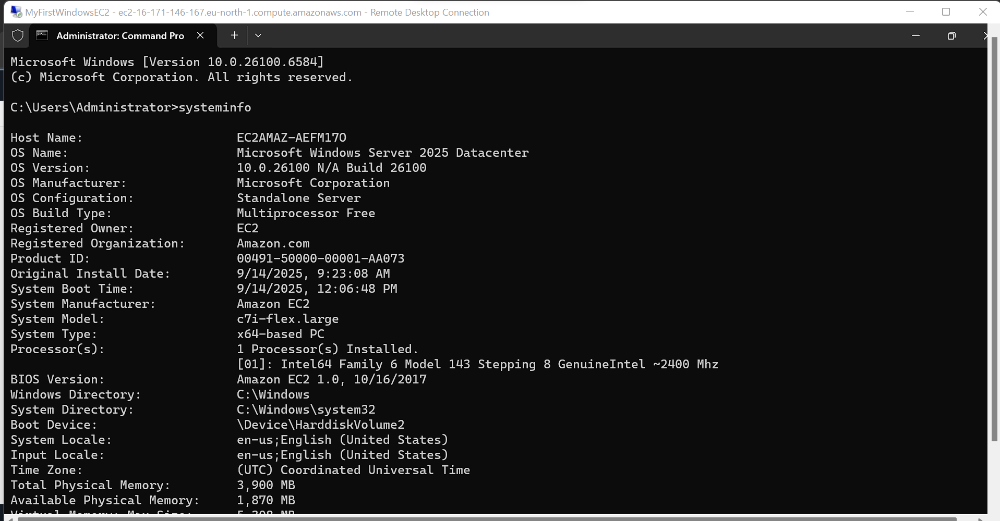 MyFirstWindowsEC2 - ec2-16-171-146-167.eu-north-1.compute.amazonaws.com - Remote Desktop Connection
Administrator: Command Pro
Microsoft Windows [Version 10.0.26100.6584]
(c) Microsoft Corporation. All rights reserved.
C:\Users\Administrator>systeminfo
Host Name: EC2AMAZ-AEFM17O
OS Name: Microsoft Windows Server 2025 Datacenter
OS Version: 10.0.26100 N/A Build 26100
OS Manufacturer: Microsoft Corporation
OS Configuration: Standalone Server
OS Build Type: Multiprocessor Free
Registered Owner: EC2
Registered Organization: Amazon.com
Product ID: 00491-50000-00001-AA073
Original Install Date: 9/14/2025, 9:23:08 AM
System Boot Time: 9/14/2025, 12:06:48 PM
System Manufacturer: Amazon EC2
System Model: c7i-flex.large
System Type: x64-based PC
Processor(s): 1 Processor(s) Installed.
[01]: Intel64 Family 6 Model 143 Stepping 8 GenuineIntel ~2400 Mhz
BIOS Version: Amazon EC2 1.0, 10/16/2017
Windows Directory: C:\Windows
System Directory: C:\Windows\system32
Boot Device: \Device\HarddiskVolume2
System Locale: en-us;English (United States)
Input Locale: en-us;English (United States)
Time Zone: (UTC) Coordinated Universal Time
Total Physical Memory: 3,900 MB
Available Physical Memory: 1,870 MB
Virtual Memory: Max Size: 5,308 MB